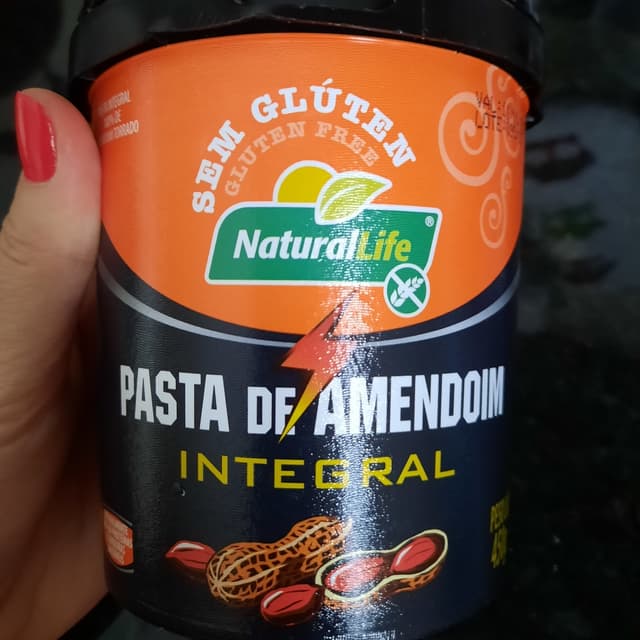 SEM GLÚTEN
GLUTEN FREE
NaturalLife
PASTA DE AMENDOIM
INTEGRAL